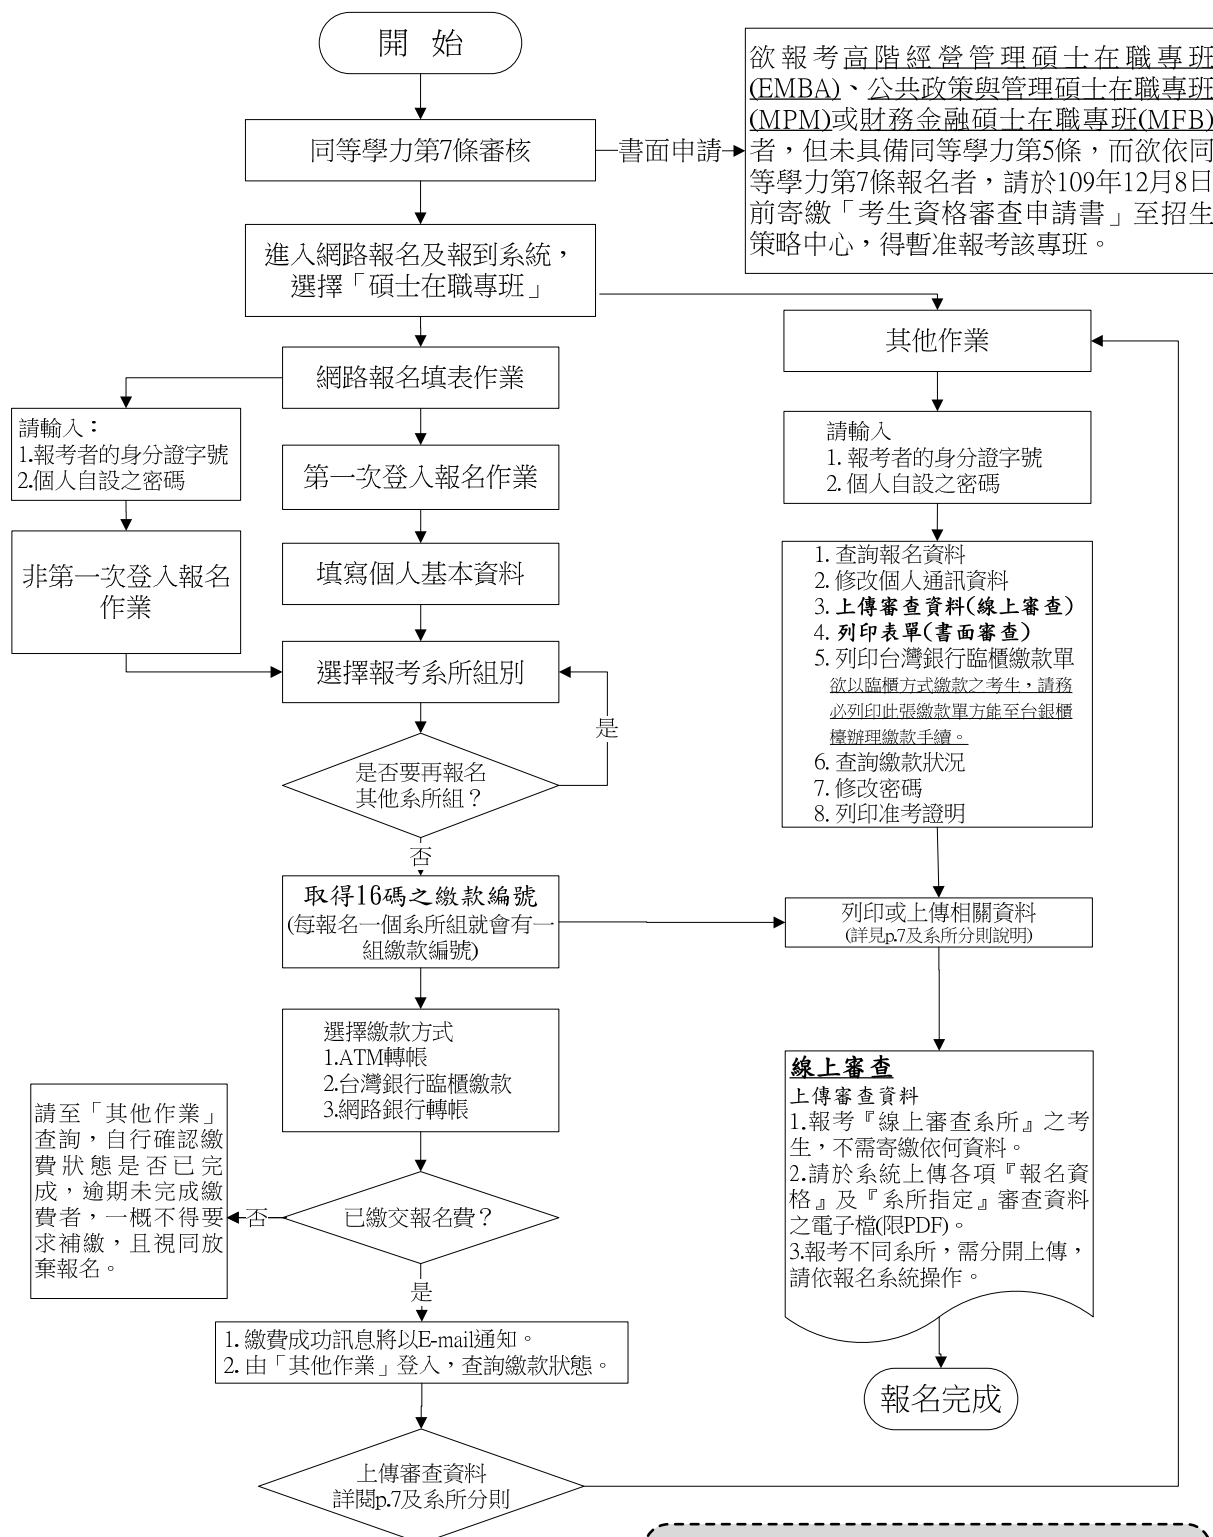 開 始
欲報考高階經營管理碩士在職專班
(EMBA)、公共政策與管理碩士在職專班
(MPM)或財務金融碩士在職專班(MFB)
者，但未具備同等學力第5條，而欲依同
等學力第7條報名者，請於109年12月8日
前寄繳「考生資格審查申請書」至招生
策略中心，得暫准報考該專班。
同等學力第7條審核
書面申請
進入網路報名及報到系統，
選擇「碩士在職專班」
其他作業
網路報名填表作業
請輸入：
1.報考者的身分證字號
2.個人自設之密碼
請輸入
1. 報考者的身分證字號
2. 個人自設之密碼
第一次登入報名作業
非第一次登入報名
作業
填寫個人基本資料
1. 查詢報名資料
2. 修改個人通訊資料
3. 上傳審查資料(線上審查)
4. 列印表單(書面審查)
5. 列印台灣銀行臨櫃繳款單
欲以臨櫃方式繳款之考生，請務
必列印此張繳款單方能至台銀櫃
檯辦理繳款手續。
6. 查詢繳款狀況
7. 修改密碼
8. 列印准考證明
選擇報考系所組別
是
是否要再報名
其他系所組？
否
取得16碼之繳款編號
(每報名一個系所組就會有一
組繳款編號)
列印或上傳相關資料
(詳見p.7及系所分則說明)
選擇繳款方式
1.ATM轉帳
2.台灣銀行臨櫃繳款
3.網路銀行轉帳
線上審查
上傳審查資料
1.報考『線上審查系所』之考
生，不需寄繳依何資料。
2.請於系統上傳各項『報名資
格』及『系所指定』審查資料
之電子檔(限PDF)。
3.報考不同系所，需分開上傳，
請依報名系統操作。
請至「其他作業」
查詢，自行確認繳
費狀態是否已完
成，逾期未完成繳
費者，一概不得要
求補繳，且視同放
棄報名。
否
已繳交報名費？
是
1. 繳費成功訊息將以E-mail通知。
2. 由「其他作業」登入，查詢繳款狀態。
報名完成
上傳審查資料
詳閱p.7及系所分則